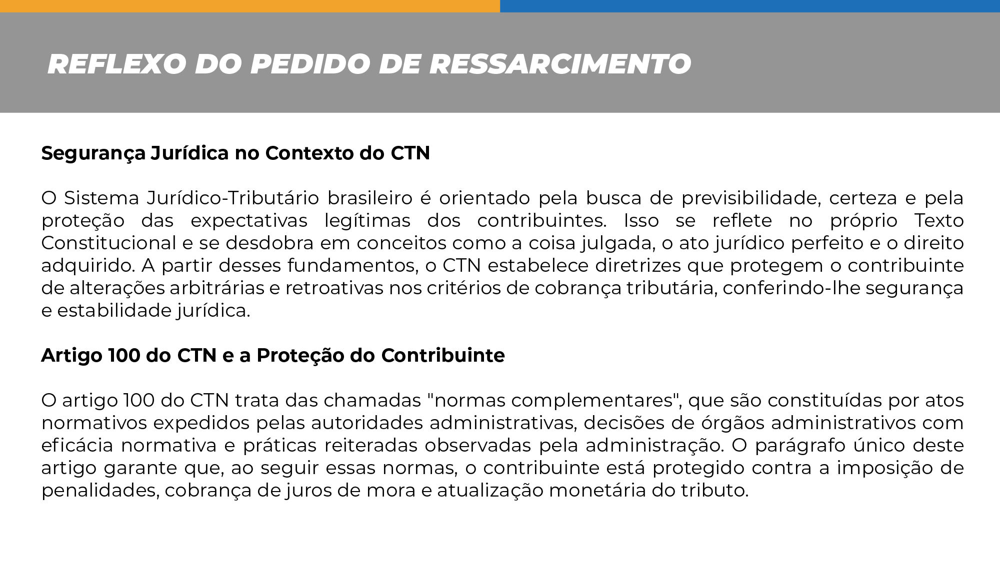 REFLEXO DO PEDIDO DE RESSARCIMENTO
Segurança Jurídica no Contexto do CTN
O Sistema Jurídico-Tributário brasileiro é orientado pela busca de previsibilidade, certeza e pela
proteção das expectativas legítimas dos contribuintes. Isso se reflete no próprio Texto
Constitucional e se desdobra em conceitos como a coisa julgada, o ato jurídico perfeito e o direito
adquirido. A partir desses fundamentos, o CTN estabelece diretrizes que protegem o contribuinte
de alterações arbitrárias e retroativas nos critérios de cobrança tributária, conferindo-lhe segurança
e estabilidade jurídica.
Artigo 100 do CTN e a Proteção do Contribuinte
O artigo 100 do CTN trata das chamadas "normas complementares", que são constituídas por atos
normativos expedidos pelas autoridades administrativas, decisões de órgãos administrativos com
eficácia normativa e práticas reiteradas observadas pela administração. O parágrafo único deste
artigo garante que, ao seguir essas normas, o contribuinte está protegido contra a imposição de
penalidades, cobrança de juros de mora e atualização monetária do tributo.